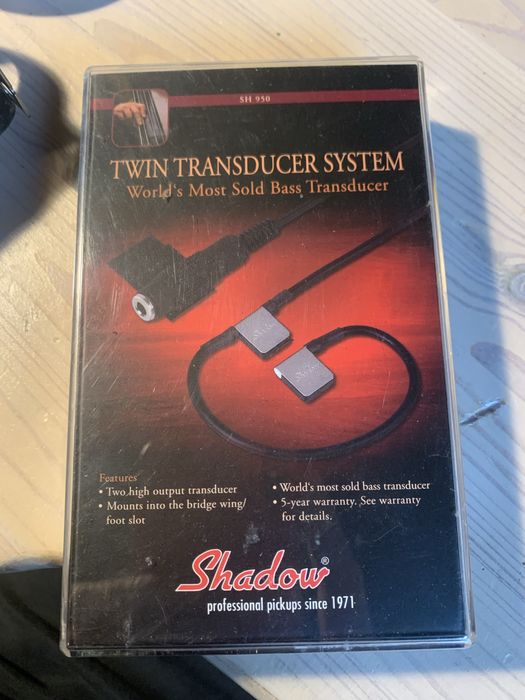 SH 950
TWIN TRANSDUCER SYSTEM
World's Most Sold Bass Transducer
Features
• Two high output transducer
• Mounts into the bridge wing/
foot slot
• World's most sold bass transducer
• 5-year warranty. See warranty
for details.
Shadow®
professional pickups since 1971